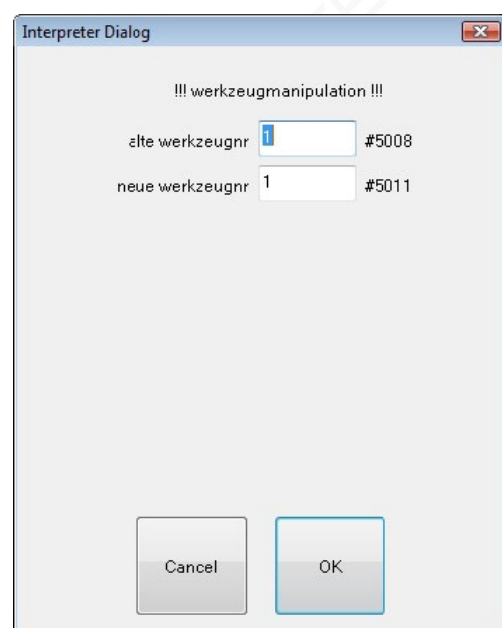 Interpreter Dialog
!!! werkzeugmanipulation !!!
alte werkzeugnr 1 #5008
neue werkzeugnr 1 #5011
Cancel OK